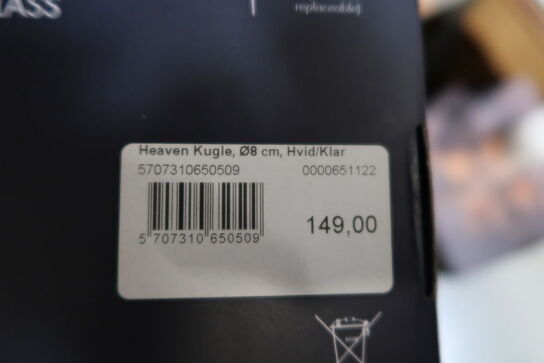 replaceable)
Heaven Kugle, Ø8 cm, Hvid/Klar
5707310650509 0000651122
149,00
5 707310 650509